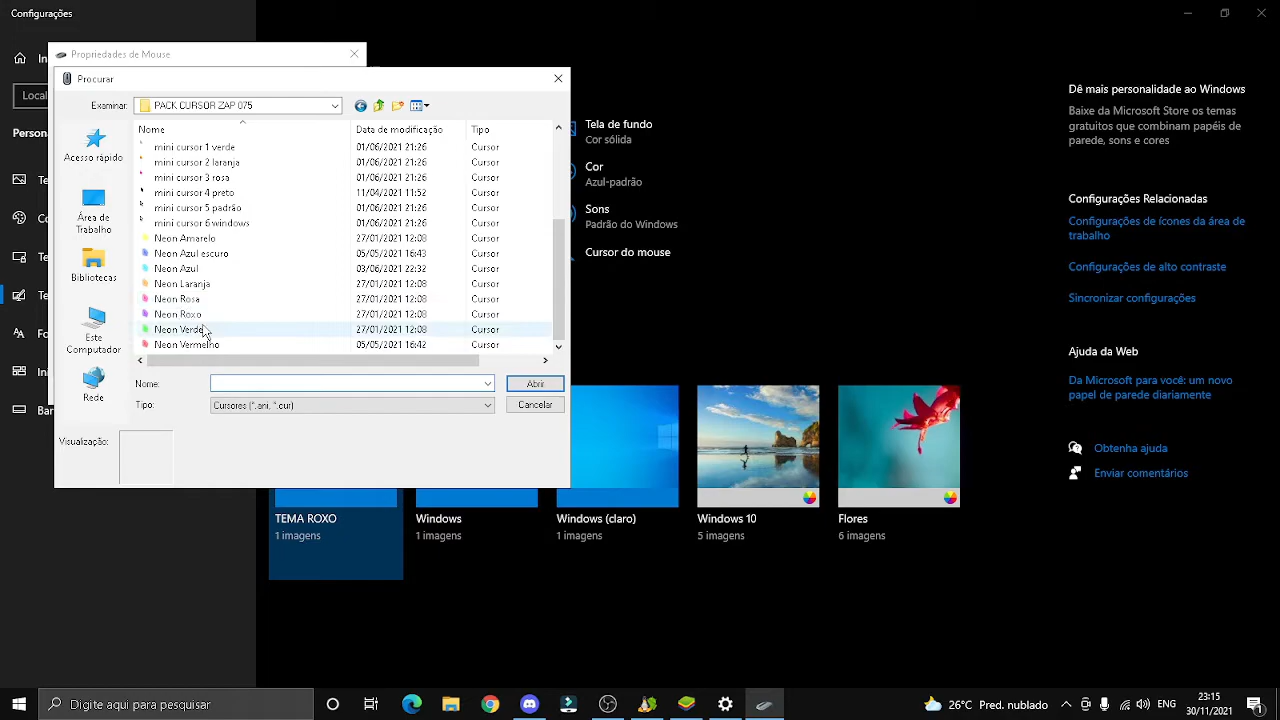 Configurações
Propriedades de Mouse
In
Procurar
Local
Examinar:
PACK CURSOR ZAP 075
Person
Acesso rápido
Área de
Trabalho
Bibliotecas
Este
Computador
Rede
Nome
Data de modificação
Tipo
mini cursor 1 verde
01/06/2021 21:26
Cursor
mini cursor 2 laranja
01/06/2021 21:26
Cursor
mini cursor 3 rosa
01/06/2021 21:26
Cursor
mini cursor 4 preto
11/04/2021 11:52
Cursor
mini cursor 5 padrão
01/06/2021 21:26
Cursor
mini cursor 6 windows
01/06/2021 21:26
Cursor
Neon Amarelo
27/01/2021 12:08
Cursor
Neon Azul escuro
05/05/2021 16:43
Cursor
Neon Azul
03/06/2021 22:32
Cursor
Neon Laranja
27/01/2021 12:08
Cursor
Neon Rosa
27/01/2021 12:08
Cursor
Neon Roxo
27/01/2021 12:08
Cursor
Neon Verde
27/01/2021 12:08
Cursor
Neon Vermelho
05/05/2021 16:42
Cursor
Nome:
Abrir
Tipo:
Cursores (*.ani, *.cur)
Cancelar
Visualização:
Ba
Tela de fundo
Cor sólida
Cor
Azul-padrão
Sons
Padrão do Windows
Cursor do mouse
TEMA ROXO
1 imagens
Windows
1 imagens
Windows (claro)
1 imagens
Windows 10
5 imagens
Flores
6 imagens
Dê mais personalidade ao Windows
Baixe da Microsoft Store os temas
gratuitos que combinam papéis de
parede, sons e cores
Configurações Relacionadas
Configurações de ícones da área de
trabalho
Configurações de alto contraste
Sincronizar configurações
Ajuda da Web
Da Microsoft para você: um novo
papel de parede diariamente
Obtenha ajuda
Enviar comentários
Digite aqui para pesquisar
26°C Pred. nublado
ENG
23:15
30/11/2021
1